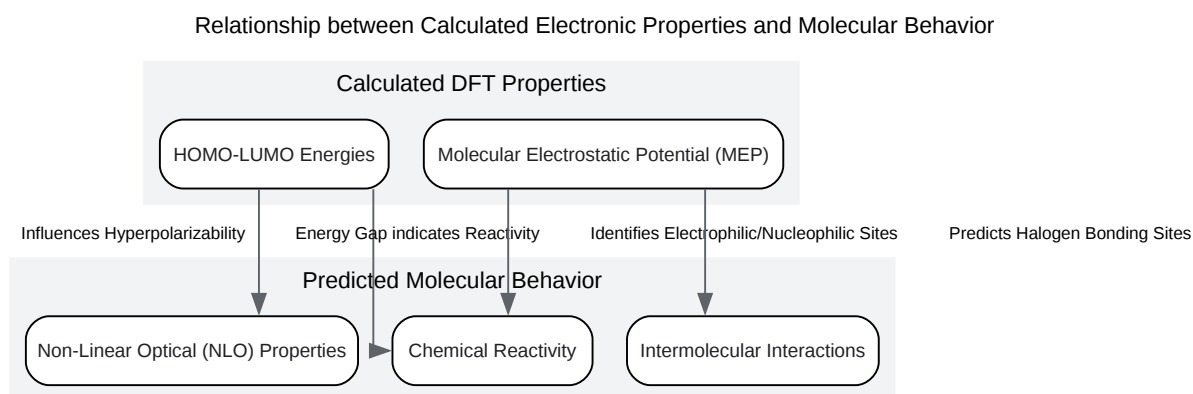 Relationship between Calculated Electronic Properties and Molecular Behavior
Calculated DFT Properties
HOMO-LUMO Energies
Molecular Electrostatic Potential (MEP)
Influences Hyperpolarizability
Energy Gap indicates Reactivity
Identifies Electrophilic/Nucleophilic Sites
Predicts Halogen Bonding Sites
Predicted Molecular Behavior
Non-Linear Optical (NLO) Properties
Chemical Reactivity
Intermolecular Interactions